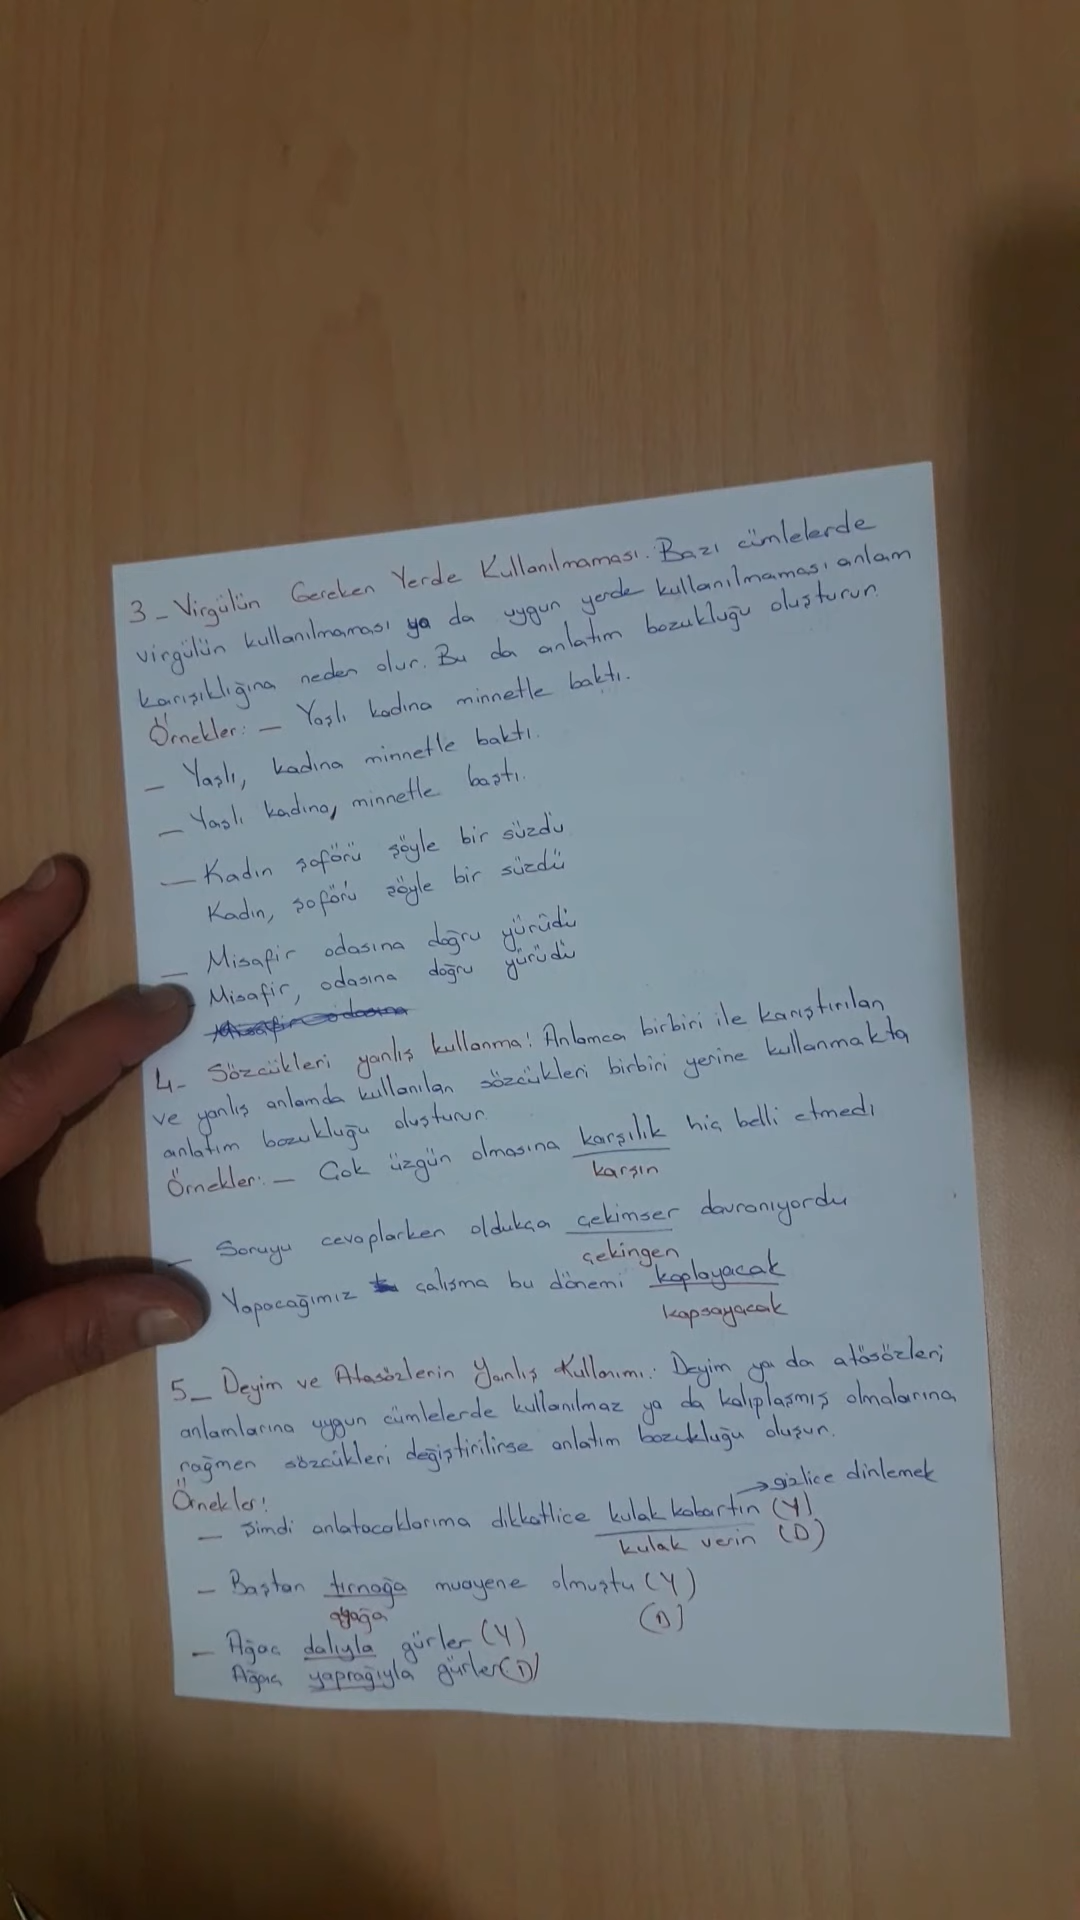 3 - Virgülün Gereken Yerde Kullanılmaması. Bazı cümlelerde
virgülün kullanılmaması ya da uygun yerde kullanılmaması anlam
karışıklığına neden olur. Bu da anlatım bozukluğu oluşturur.
Örnekler: - Yaşlı kadına minnetle baktı.
- Yaşlı, kadına minnetle baktı.
- Yaşlı kadına, minnetle baştı.
- Kadın şoförü şöyle bir süzdü
Kadın, şoförü şöyle bir süzdü
- Misafir odasına doğru yürüdü
Misafir, odasına doğru yürüdü
4- Sözcükleri yanlış kullanma: Anlamca birbiri ile karıştırılan
ve yanlış anlamda kullanılan sözcükleri birbiri yerine kullanmakta
anlatım bozukluğu oluşturur.
Örnekler: - Çok üzgün olmasına karşılık hiç belli etmedi
karşın
- Soruyu cevaplarken oldukça çekimser davranıyordu
çekingen
Yapacağımız çalışma bu dönemi kaplayacak
kapsayacak
5- Deyim ve Atasözlerin Yanlış Kullanımı: Deyim ya da atasözleri,
anlamlarına uygun cümlelerde kullanılmaz ya da kalıplaşmış olmalarına
rağmen sözcükleri değiştirilirse anlatım bozukluğu oluşur.
Örnekler:
→ gizlice dinlemek
- Şimdi anlatacaklarıma dikkatlice kulak kabartın (Y)
kulak verin (D)
- Baştan tırnağa muayene olmuştu (Y)
ayağa (D)
- Ağaç dalıyla gürler (Y)
Ağaç yaprağıyla gürler (D)